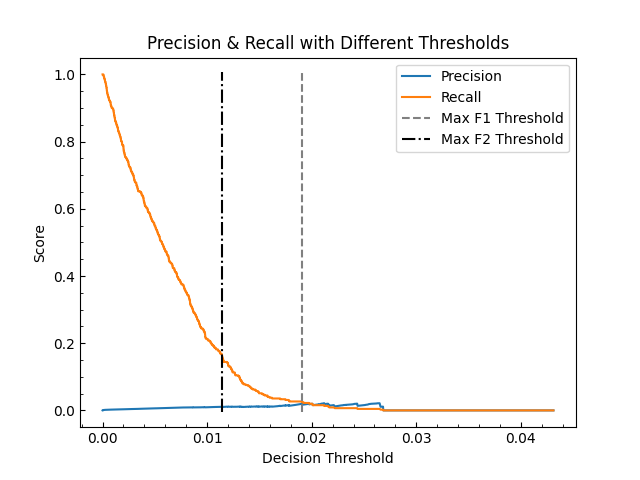 Precision & Recall with Different Thresholds
Precision
Recall
Max F1 Threshold
Max F2 Threshold
1.0
0.8
0.6
0.4
0.2
0.0
Score
0.00
0.01
0.02
0.03
0.04
Decision Threshold